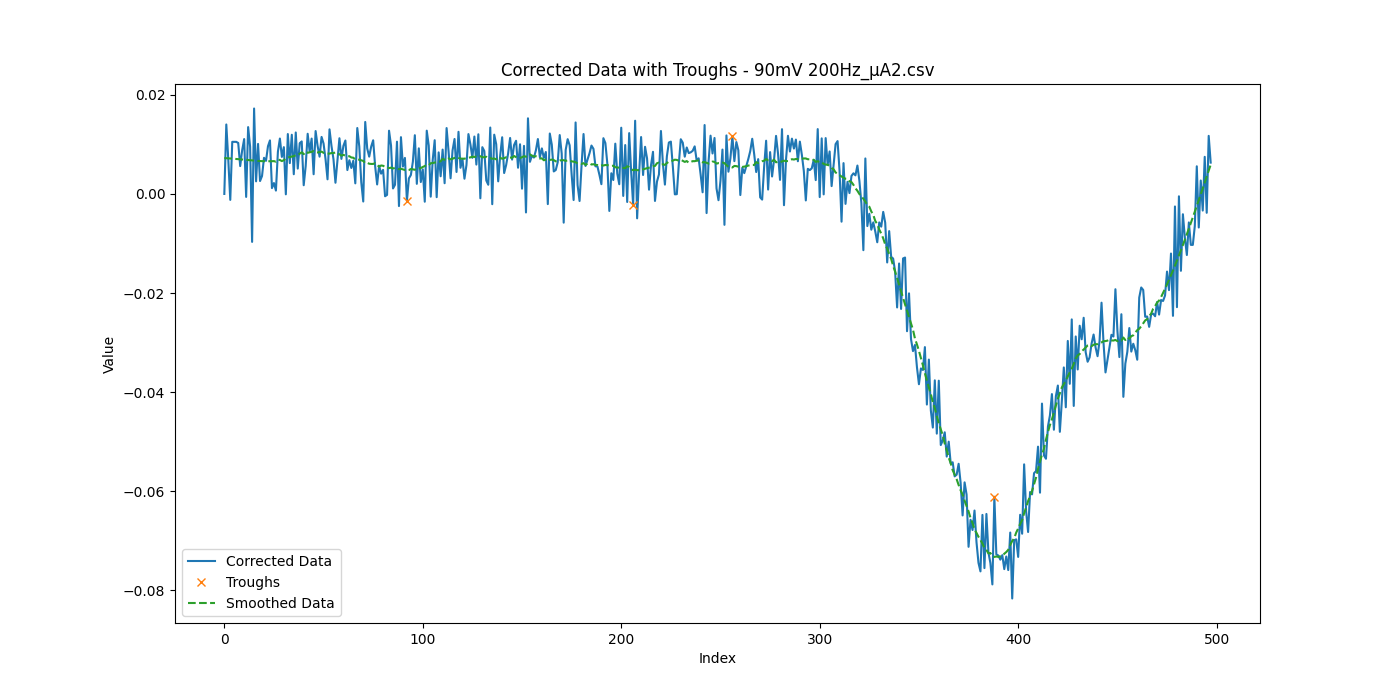 Corrected Data with Troughs - 90mV 200Hz_μA2.csv
0.02
0.00
−0.02
−0.04
−0.06
−0.08
Value
Corrected Data
Troughs
Smoothed Data
0 100 200 300 400 500
Index